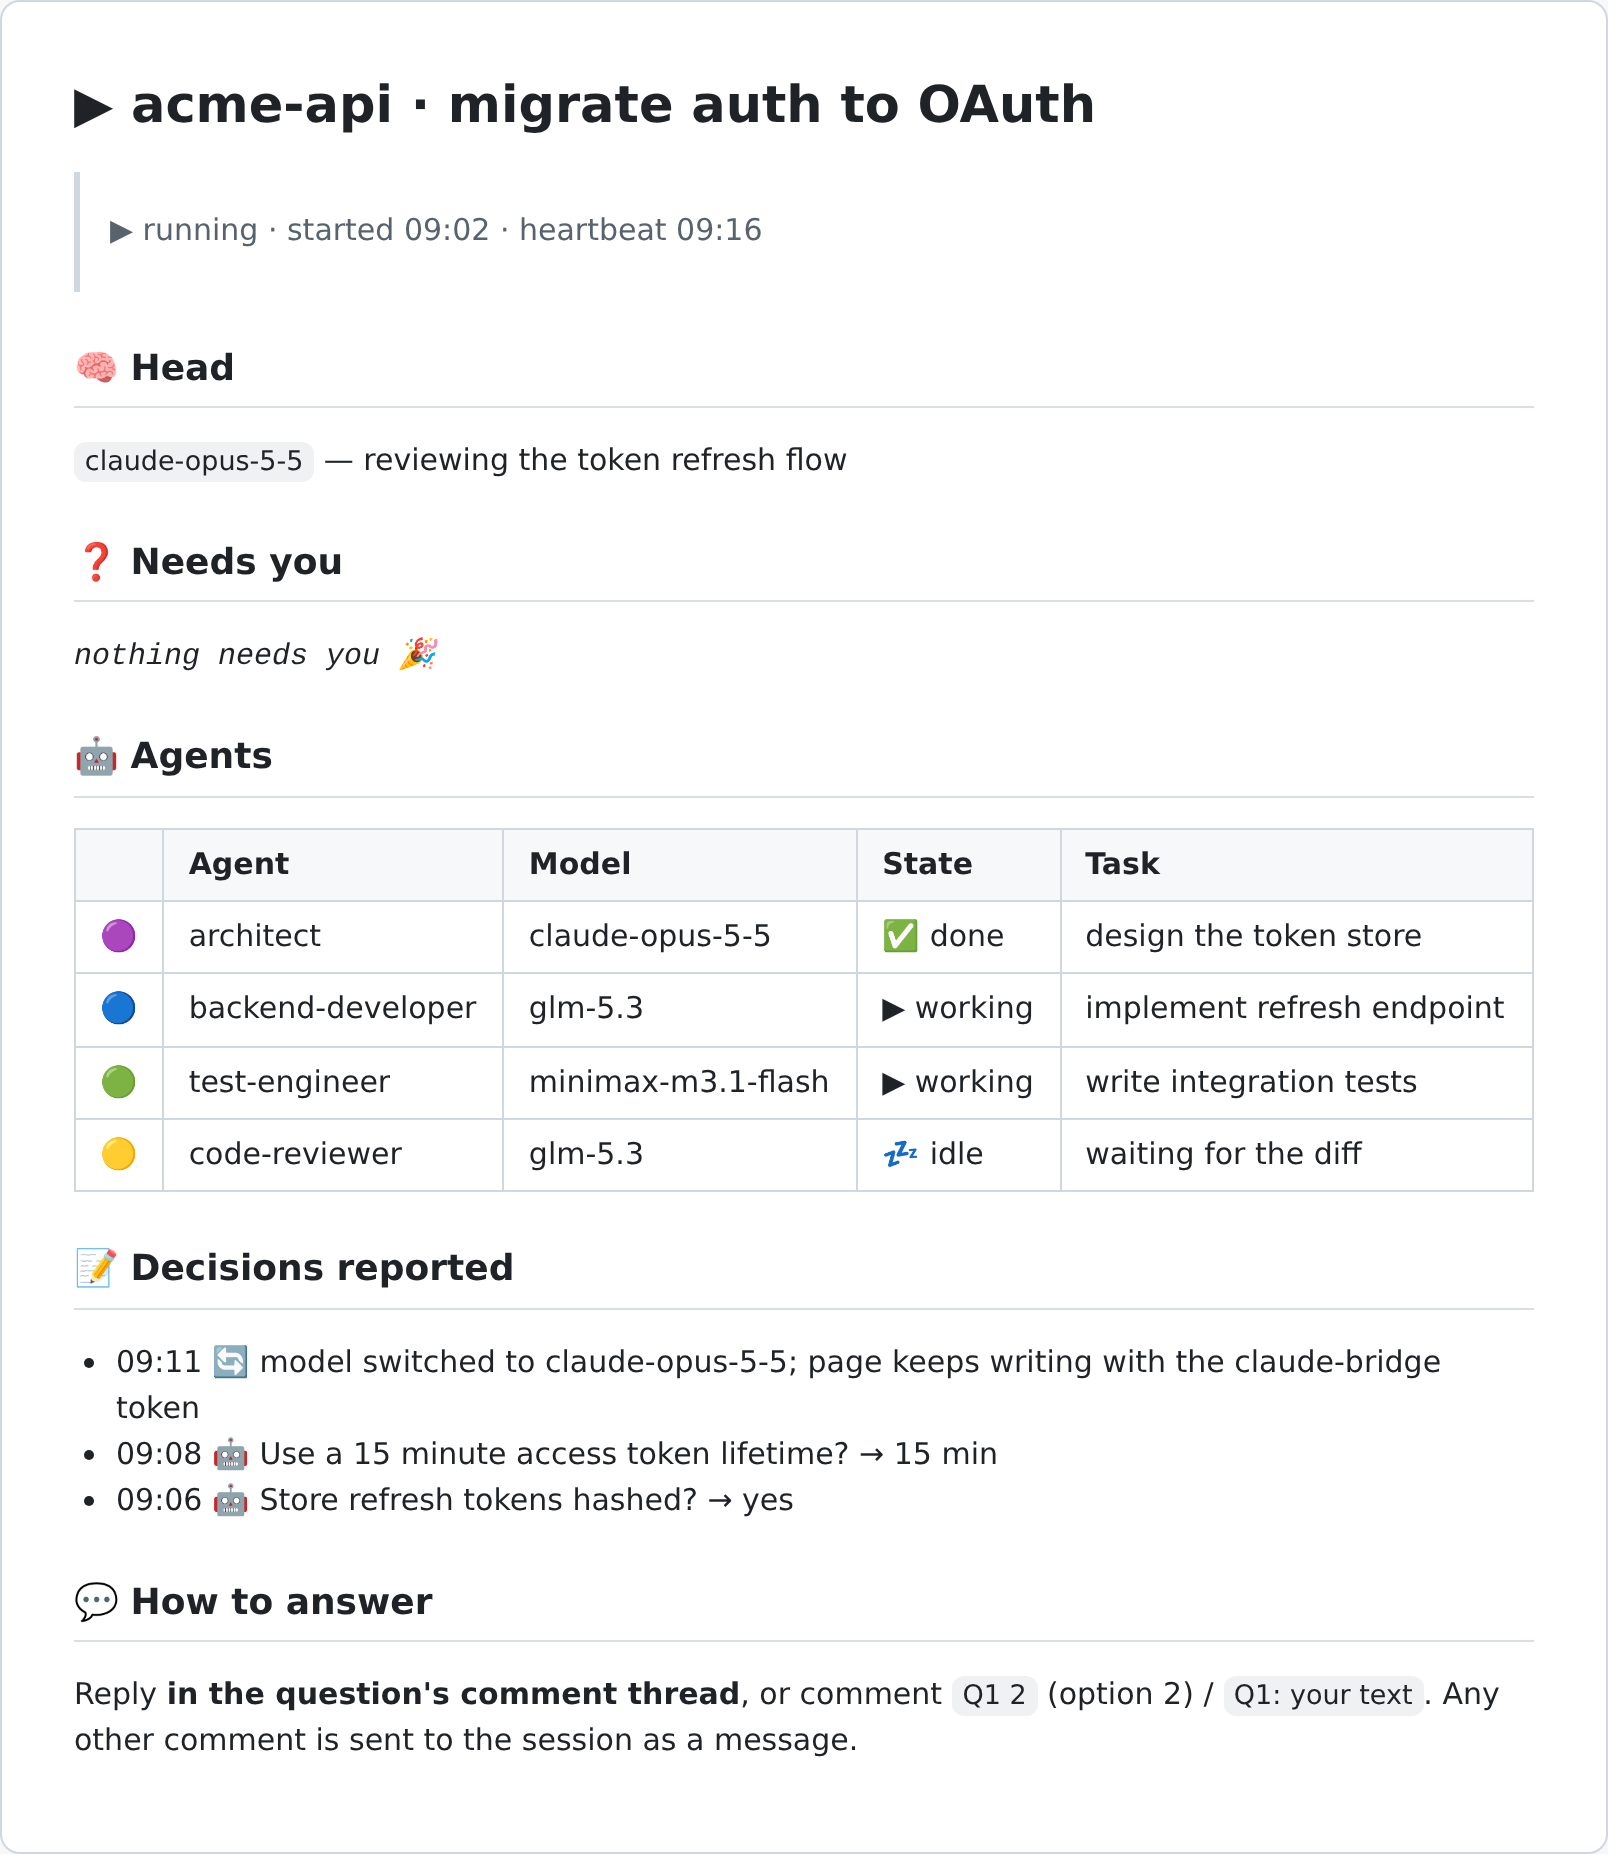 ▶ acme-api · migrate auth to OAuth
▶ running · started 09:02 · heartbeat 09:16
🧠 Head
claude-opus-5-5 — reviewing the token refresh flow
❓ Needs you
nothing needs you 🎉
🤖 Agents
Agent Model State Task
🟣 architect claude-opus-5-5 ✅ done design the token store
🔵 backend-developer glm-5.3 ▶ working implement refresh endpoint
🟢 test-engineer minimax-m3.1-flash ▶ working write integration tests
🟡 code-reviewer glm-5.3 💤 idle waiting for the diff
📝 Decisions reported
• 09:11 🔄 model switched to claude-opus-5-5; page keeps writing with the claude-bridge
token
• 09:08 🤖 Use a 15 minute access token lifetime? → 15 min
• 09:06 🤖 Store refresh tokens hashed? → yes
💬 How to answer
Reply in the question's comment thread, or comment Q1 2 (option 2) / Q1: your text. Any
other comment is sent to the session as a message.